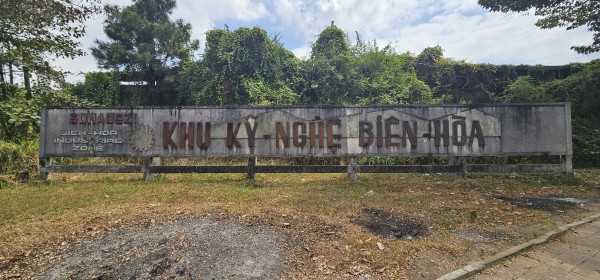 SONADEZI
BIEN-HOA
INDUSTRIAL
ZONE
KHU KỸ-NGHỆ BIÊN-HÒA